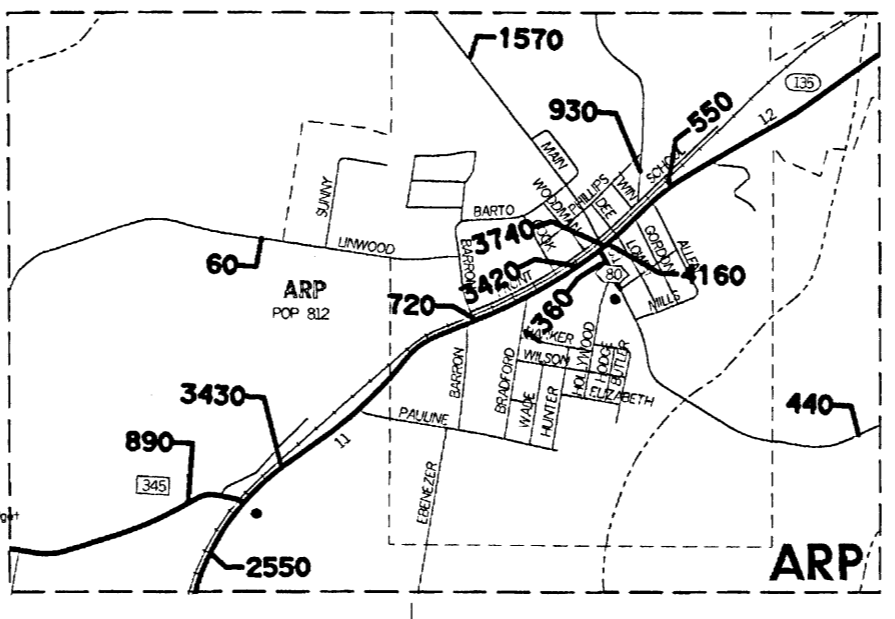 1570
135
550
930
12
MAIN
SCHOOL
PHILLIPS
TWIN
WOODMAN
DEE
SUNNY
BARTO
3740
COOK
LINWOOD
BARRON
GORDON
ALLEN
60
3420
4160
80
ARP
POP 812
720
360
MILLS
WILSON
HOLLYWOOD
HODGE
BUTLER
BARRON
BRADFORD
3430
WADE
HUNTER
ELIZABETH
440
PAULINE
890
11
345
EBENEZER
2550
ARP